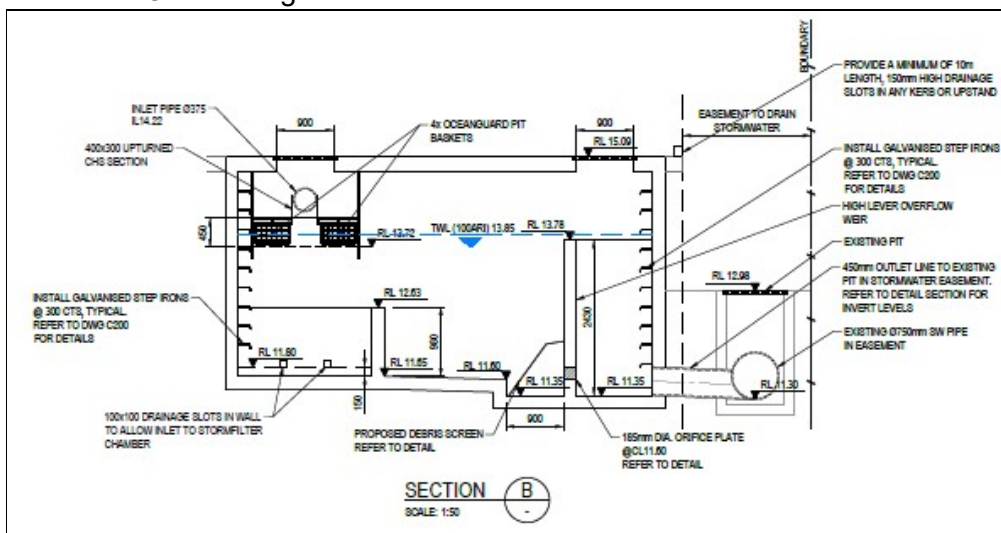 BOUNDARY
PROVIDE A MINIMUM OF 10m
LENGTH, 150mm HIGH DRAINAGE
SLOTS IN ANY KERB OR UPSTAND
INLET PIPE Ø375
IL14.22
900
4x OCEANGUARD PIT
BASKETS
900
RL 15.09
EASEMENT TO DRAIN
STORMWATER
400x300 UPTURNED
CHS SECTION
INSTALL GALVANISED STEP IRONS
@ 300 CTS, TYPICAL.
REFER TO DWG C200
FOR DETAILS
HIGH LEVER OVERFLOW
WEIR
450
RL 13.72
TWL (100ARI) 13.85
RL 13.78
EXISTING PIT
RL 12.98
450mm OUTLET LINE TO EXISTING
PIT IN STORMWATER EASEMENT.
REFER TO DETAIL SECTION FOR
INVERT LEVELS
INSTALL GALVANISED STEP IRONS
@ 300 CTS, TYPICAL.
REFER TO DWG C200
FOR DETAILS
RL 12.63
980
2430
EXISTING Ø750mm SW PIPE
IN EASEMENT
RL 11.80
RL 11.65
RL 11.60
RL 11.35
RL 11.35
RL 11.30
150
100x100 DRAINAGE SLOTS IN WALL
TO ALLOW INLET TO STORMFILTER
CHAMBER
PROPOSED DEBRIS SCREEN
REFER TO DETAIL
900
185mm DIA. ORIFICE PLATE
@CL11.60
REFER TO DETAIL
SECTION B
SCALE: 1:50 -